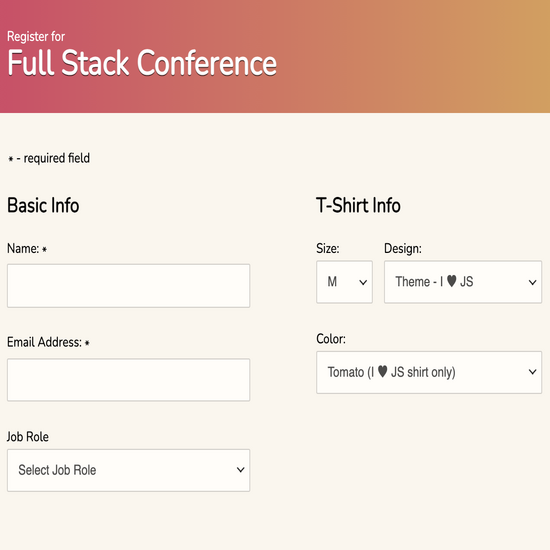 Register for
Full Stack Conference
* - required field
Basic Info
Name: *
Email Address: *
Job Role
Select Job Role
T-Shirt Info
Size:
Design:
M
Theme - I ♥ JS
Color:
Tomato (I ♥ JS shirt only)